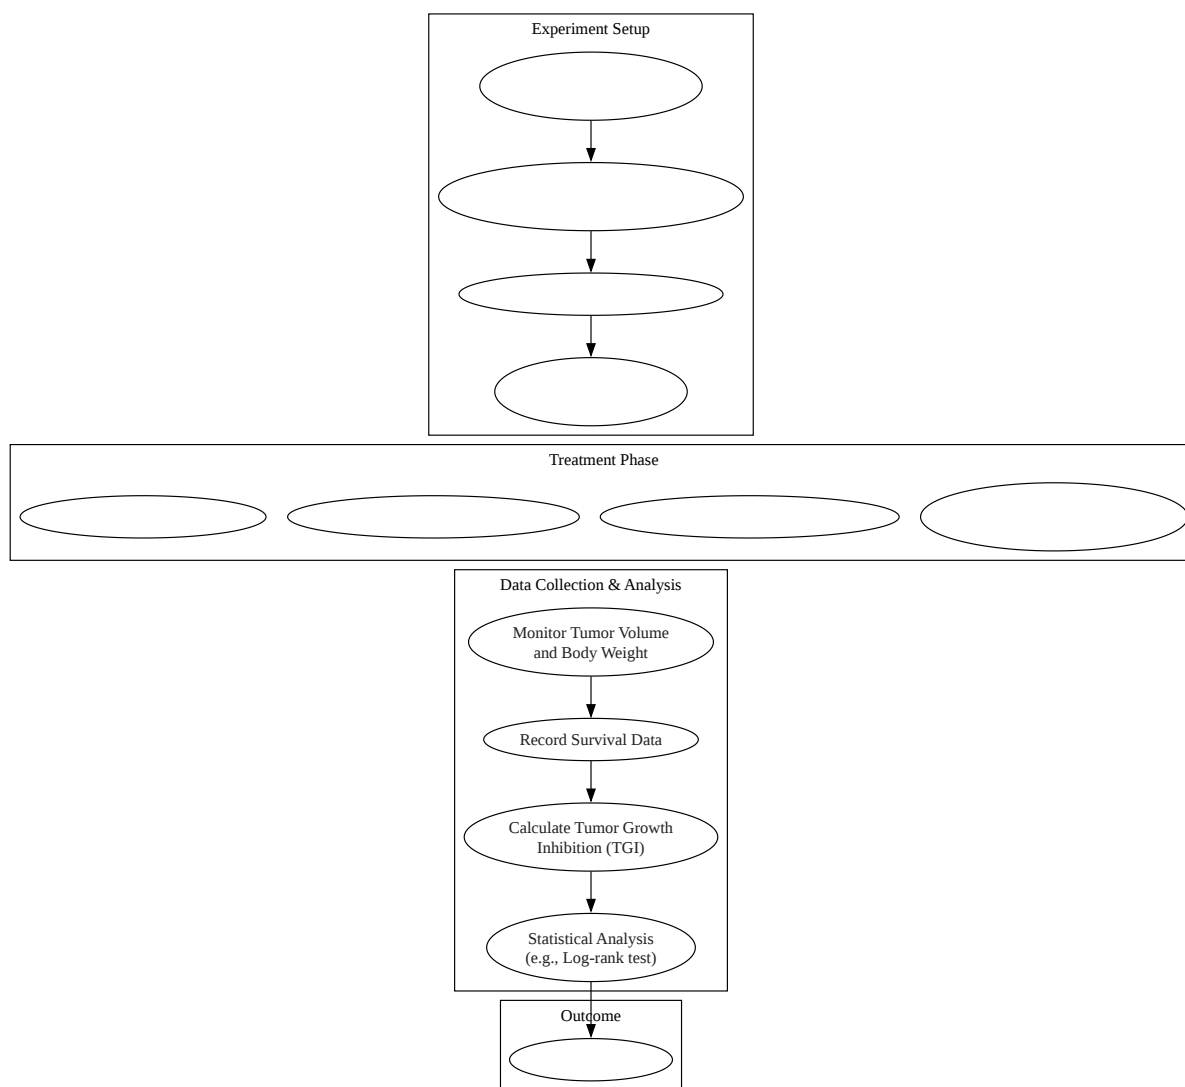 Experiment Setup
Treatment Phase
Data Collection & Analysis
Monitor Tumor Volume
and Body Weight
Record Survival Data
Calculate Tumor Growth
Inhibition (TGI)
Statistical Analysis
(e.g., Log-rank test)
Outcome